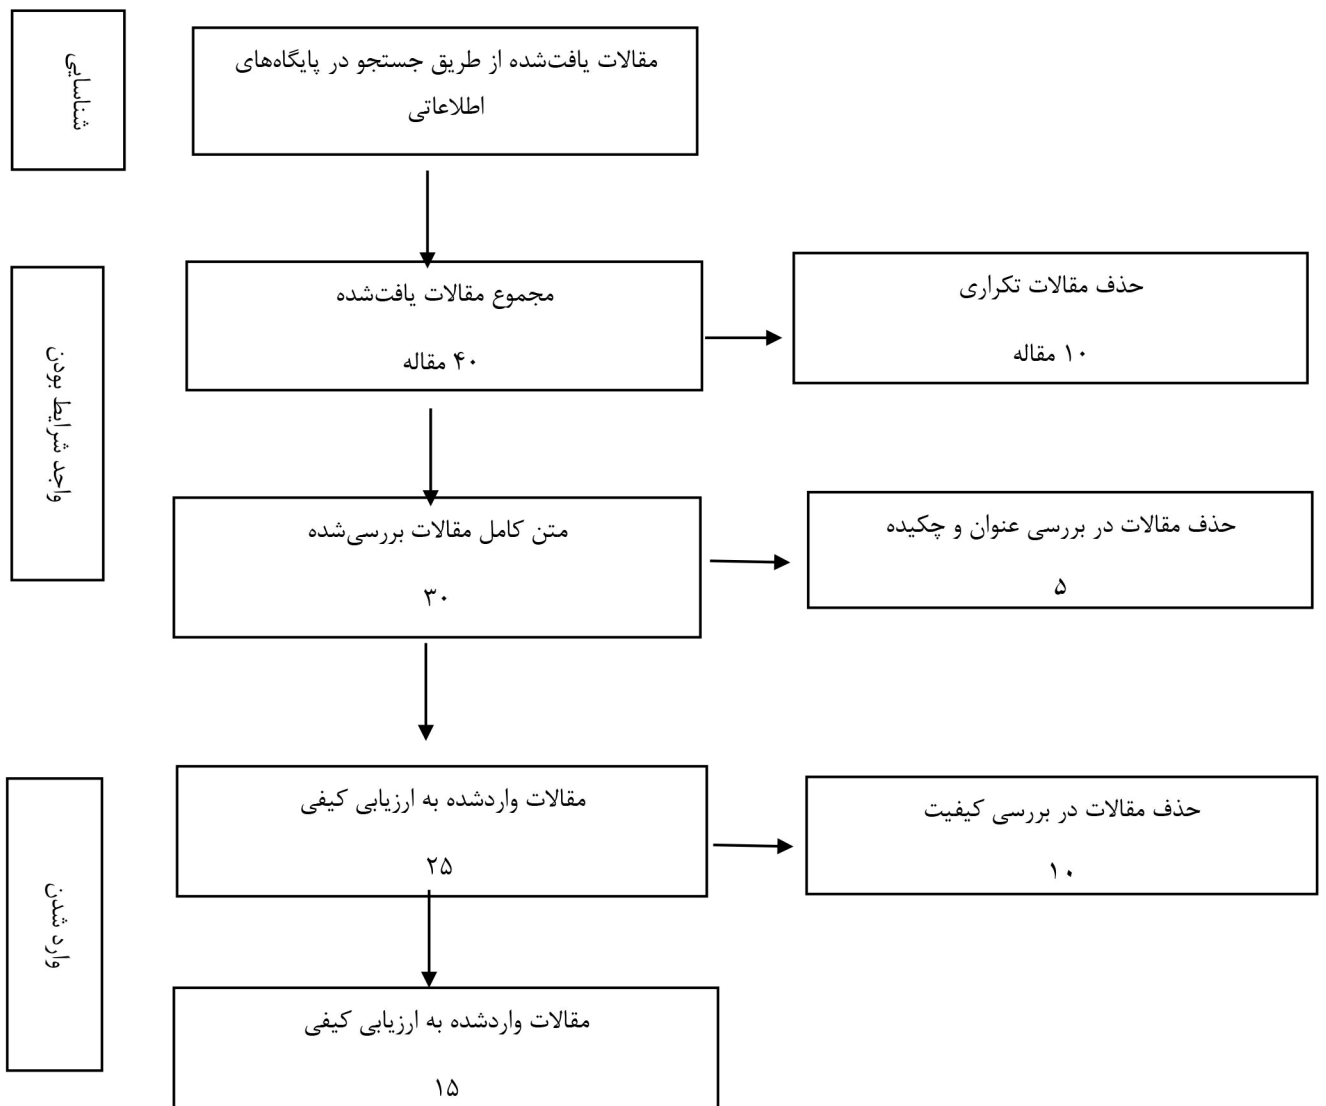 شناسایی
مقالات یافت‌شده از طریق جستجو در پایگاه‌های
اطلاعاتی
واجد شرایط بودن
مجموع مقالات یافت‌شده
۴۰ مقاله
حذف مقالات تکراری
۱۰ مقاله
متن کامل مقالات بررسی‌شده
۳۰
حذف مقالات در بررسی عنوان و چکیده
۵
وارد شدن
مقالات واردشده به ارزیابی کیفی
۲۵
حذف مقالات در بررسی کیفیت
۱۰
مقالات واردشده به ارزیابی کیفی
۱۵